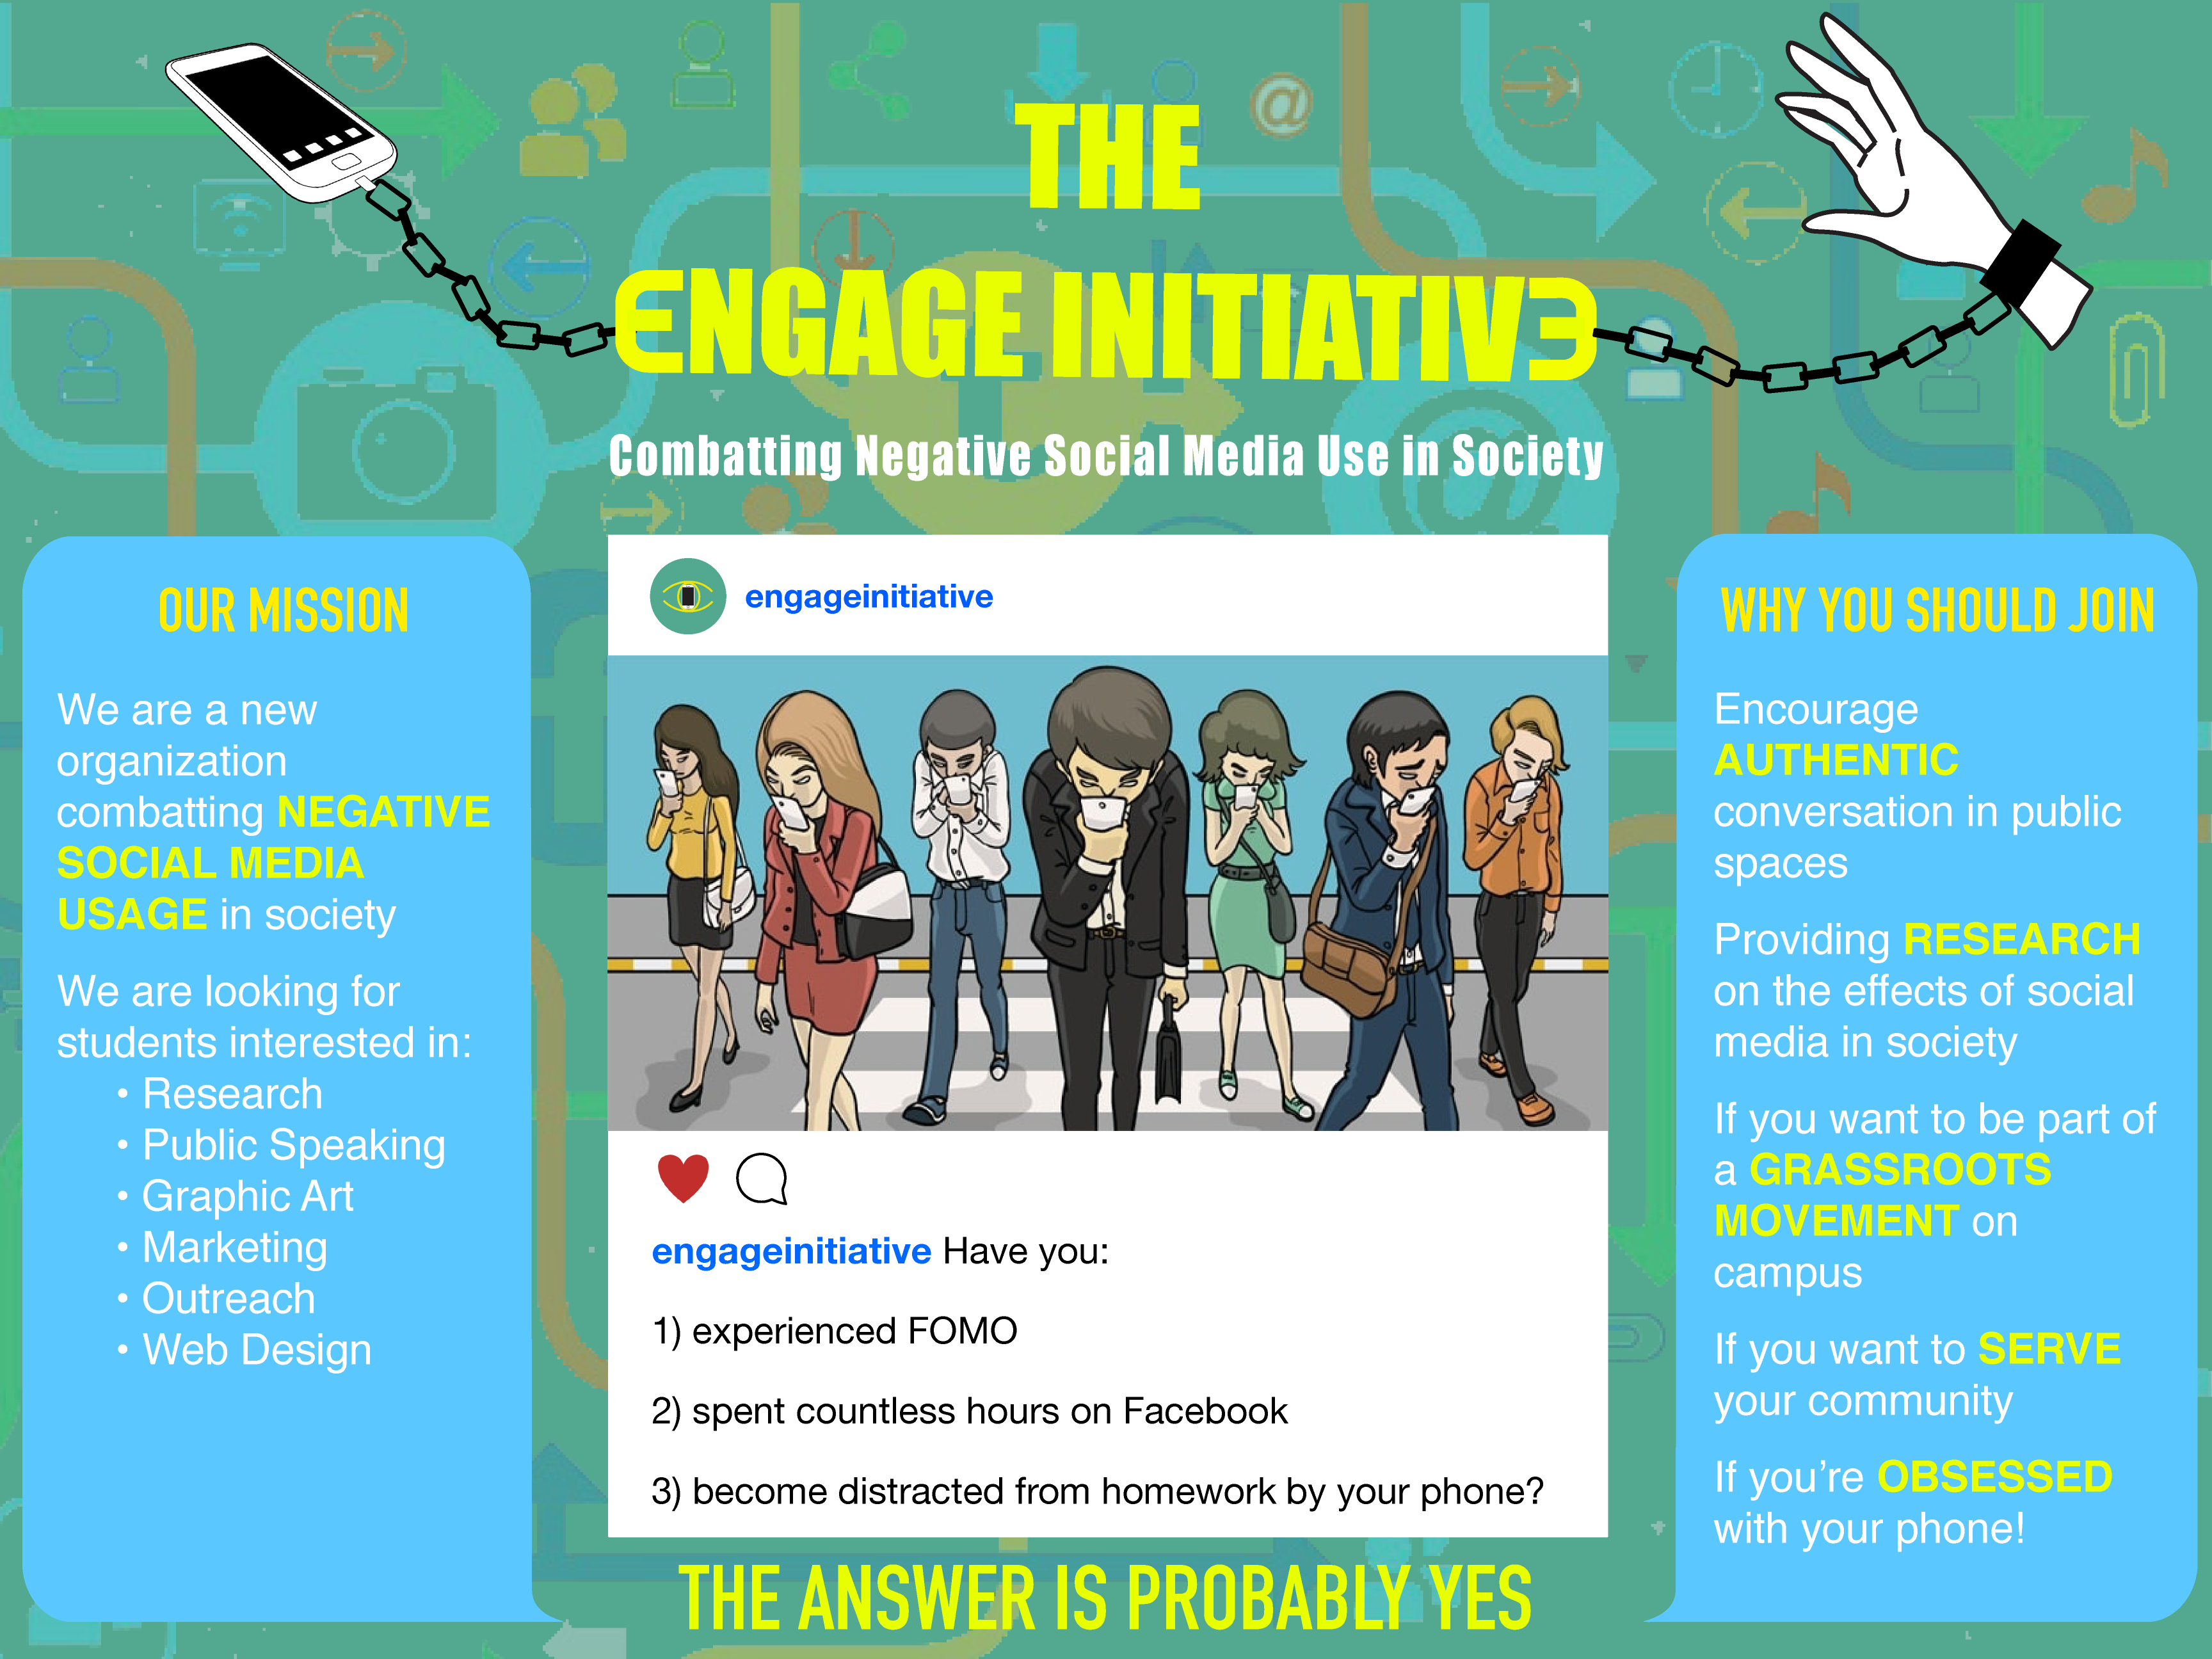 THE
ENGAGE INITIATIVE
Combatting Negative Social Media Use in Society
OUR MISSION
We are a new
organization
combatting NEGATIVE
SOCIAL MEDIA
USAGE in society
We are looking for
students interested in:
• Research
• Public Speaking
• Graphic Art
• Marketing
• Outreach
• Web Design
engageinitiative
engageinitiative Have you:
1) experienced FOMO
2) spent countless hours on Facebook
3) become distracted from homework by your phone?
THE ANSWER IS PROBABLY YES
WHY YOU SHOULD JOIN
Encourage
AUTHENTIC
conversation in public
spaces
Providing RESEARCH
on the effects of social
media in society
If you want to be part of
a GRASSROOTS
MOVEMENT on
campus
If you want to SERVE
your community
If you’re OBSESSED
with your phone!